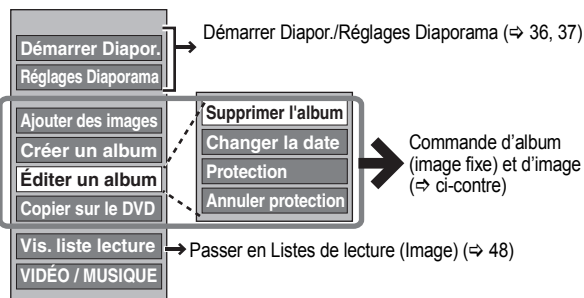 Démarrer Diapor.
Réglages Diaporama
Démarrer Diapor./Réglages Diaporama (⇨ 36, 37)
Ajouter des images
Créer un album
Éditer un album
Copier sur le DVD
Supprimer l'album
Changer la date
Protection
Annuler protection
Commande d'album
(image fixe) et d'image
(⇨ ci-contre)
Vis. liste lecture
Passer en Listes de lecture (Image) (⇨ 48)
VIDÉO / MUSIQUE